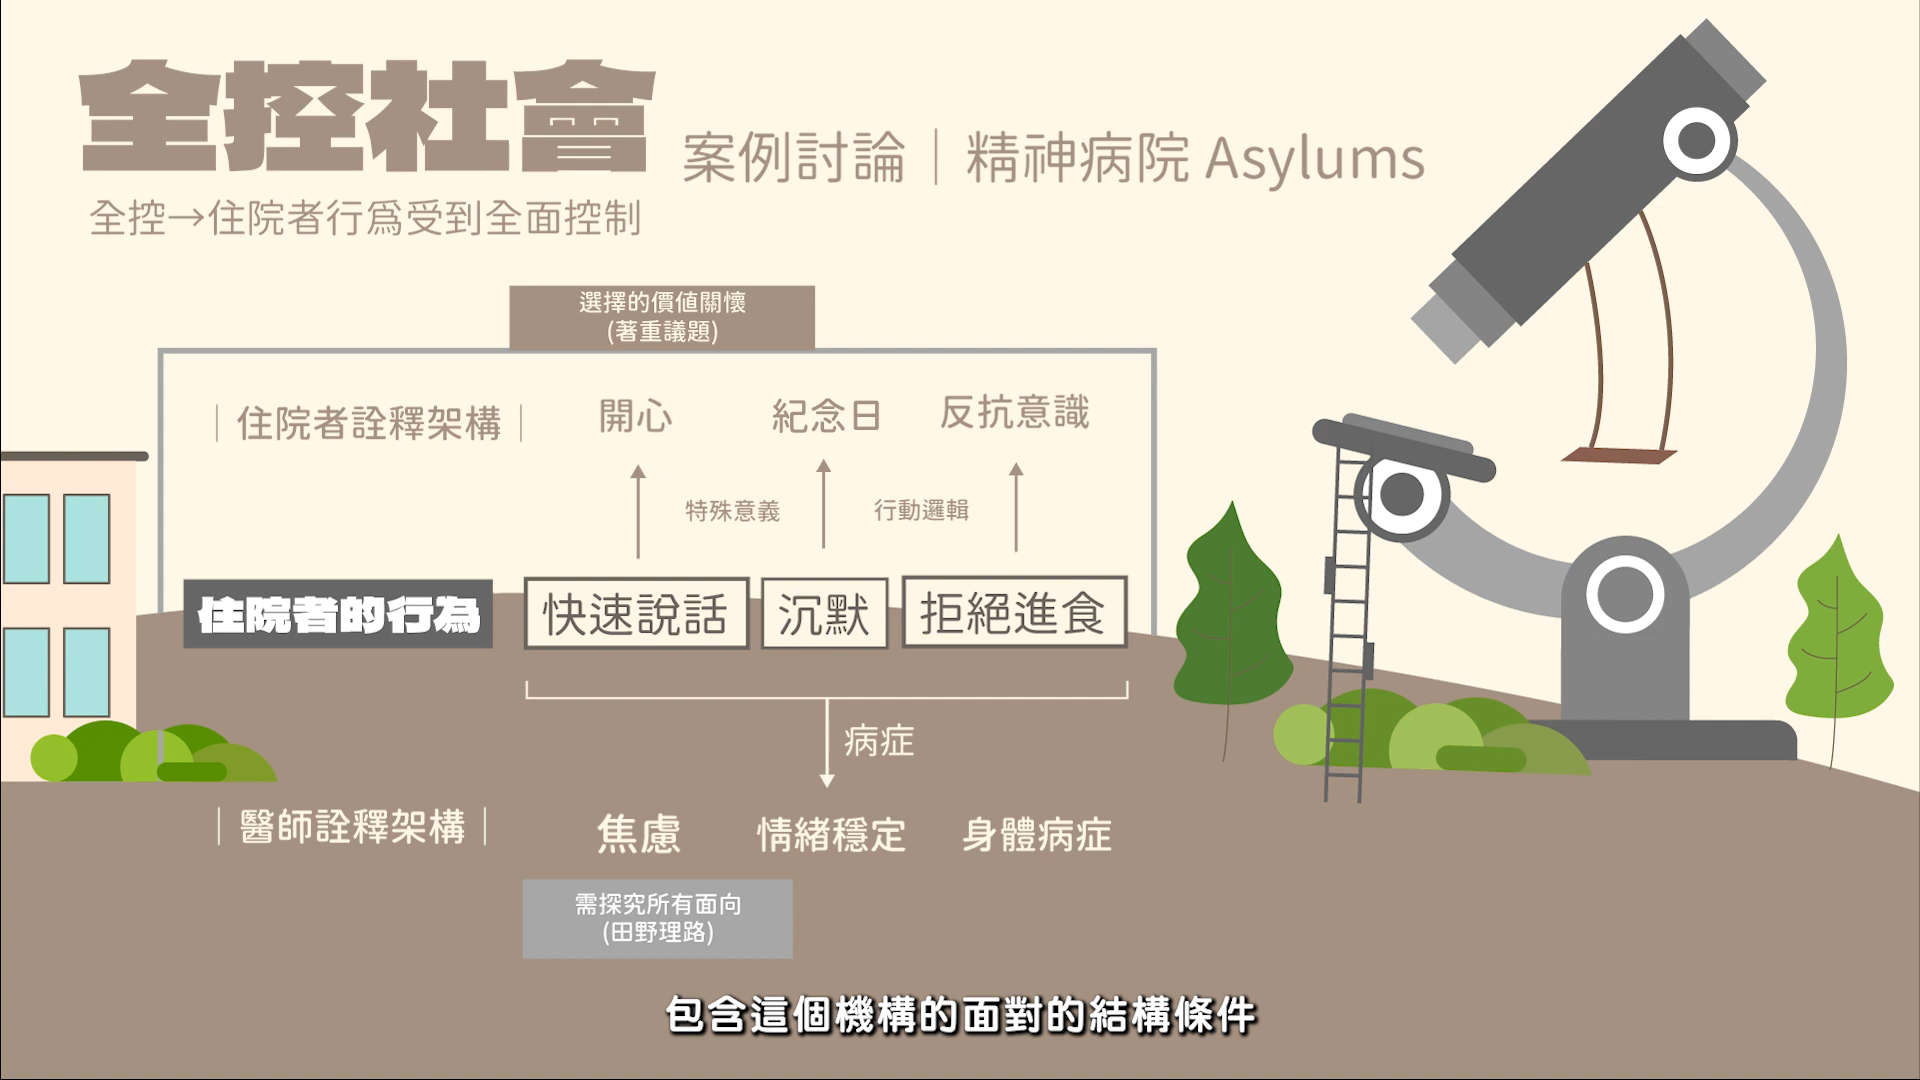 全控社會
案例討論｜精神病院 Asylums
全控→住院者行為受到全面控制
選擇的價值關懷
(著重議題)
｜住院者詮釋架構｜
開心
紀念日
反抗意識
特殊意義
行動邏輯
住院者的行為
快速說話
沉默
拒絕進食
病症
｜醫師詮釋架構｜
焦慮
情緒穩定
身體病症
需探究所有面向
(田野理路)
包含這個機構的面對的結構條件